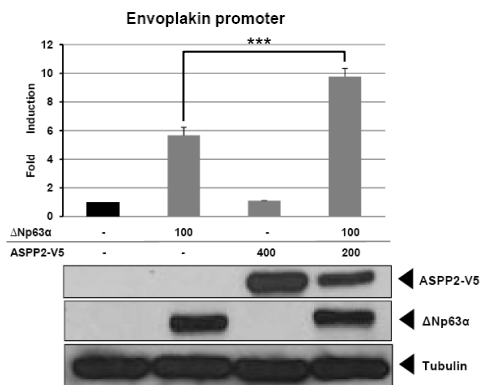 Envoplakin promoter
***
12
10
8
6
4
2
0
Fold Induction
ΔNp63α - 100 - 100
ASPP2-V5 - - 400 200
ASPP2-V5
ΔNp63α
Tubulin